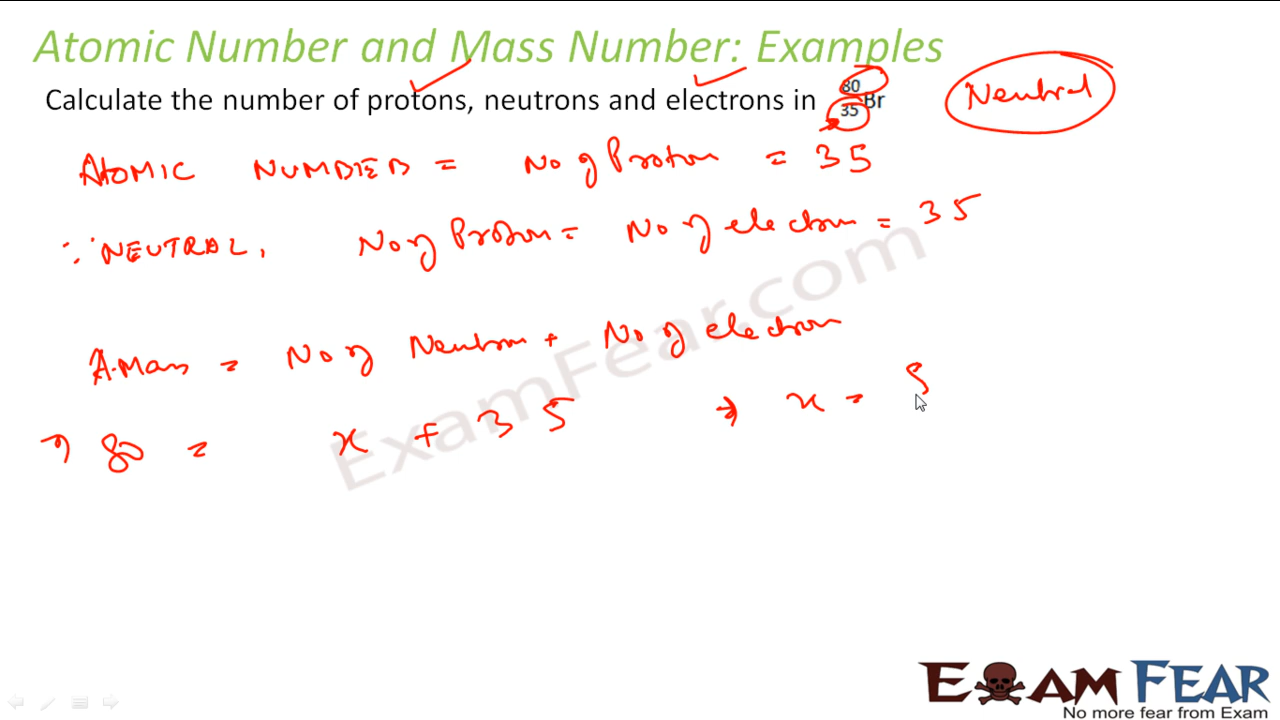 Atomic Number and Mass Number: Examples
Calculate the number of protons, neutrons and electrons in 80 35 Br
Neutral
ATOMIC NUMBER = No of Proton = 35
∵ NEUTRAL, No of Proton = No of electron = 35
A.Mass = No of Neutron + No of electron
⇒ 80 = x + 35 ⇒ x =
ExamFear.com
EXAM FEAR
No more fear from Exam